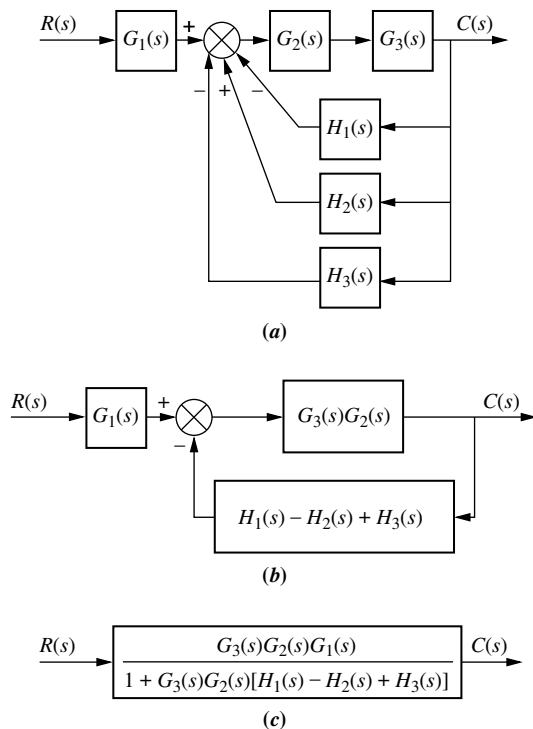 R(s) G₁(s) + G₂(s) G₃(s) C(s)
− + −
H₁(s)
H₂(s)
H₃(s)
(a)
R(s) G₁(s) + G₃(s)G₂(s) C(s)
−
H₁(s) − H₂(s) + H₃(s)
(b)
R(s) G₃(s)G₂(s)G₁(s) C(s)
1 + G₃(s)G₂(s)[H₁(s) − H₂(s) + H₃(s)]
(c)